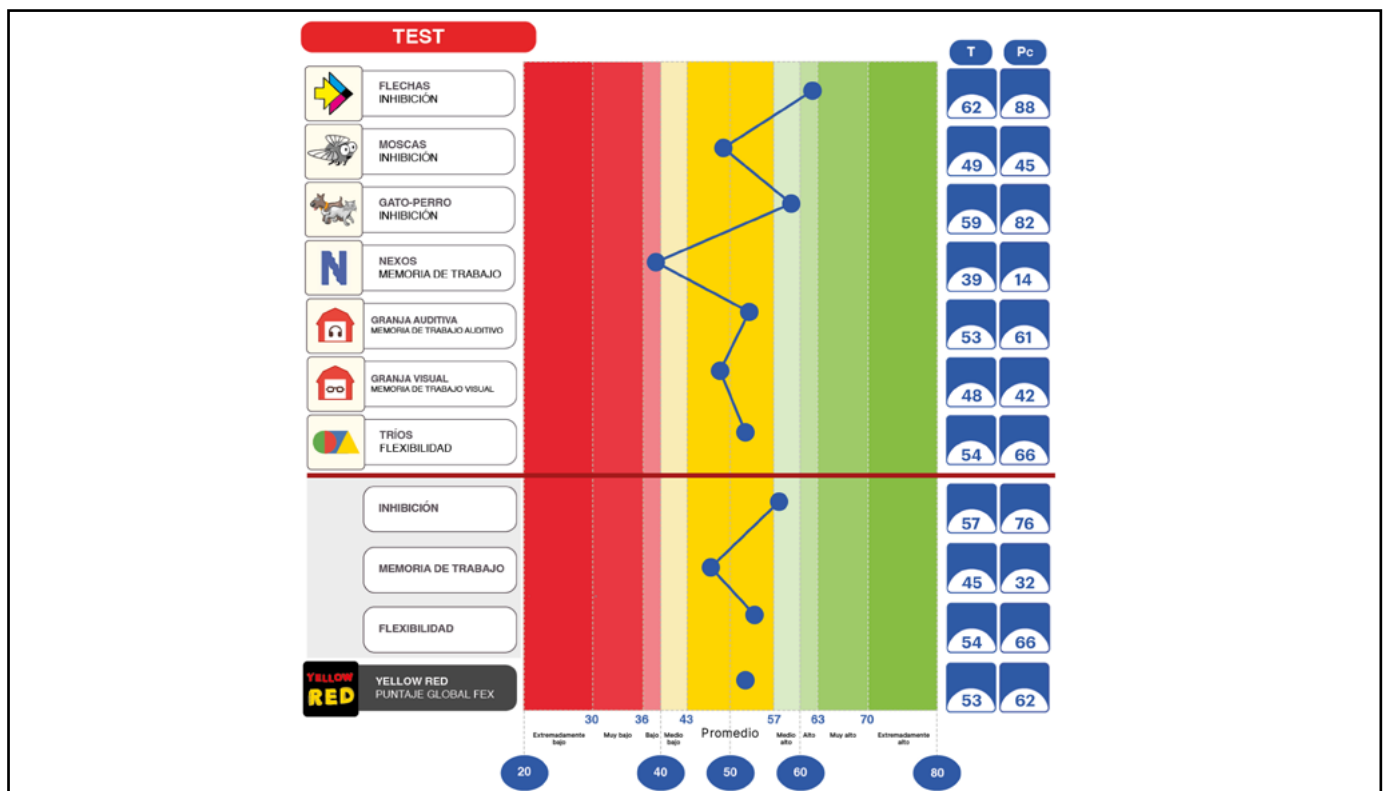 TEST
T Pc
FLECHAS
INHIBICIÓN
62 88
MOSCAS
INHIBICIÓN
49 45
GATO-PERRO
INHIBICIÓN
59 82
N
NEXOS
MEMORIA DE TRABAJO
39 14
GRANJA AUDITIVA
MEMORIA DE TRABAJO AUDITIVO
53 61
GRANJA VISUAL
MEMORIA DE TRABAJO VISUAL
48 42
TRÍOS
FLEXIBILIDAD
54 66
INHIBICIÓN
57 76
MEMORIA DE TRABAJO
45 32
FLEXIBILIDAD
54 66
YELLOW
RED
YELLOW RED
PUNTAJE GLOBAL FEX
53 62
30 36 43 57 63 70
Extremadamente
bajo
Muy bajo
Bajo
Medio
bajo
Promedio
Medio
alto
Alto
Muy alto
Extremadamente
alto
20 40 50 60 80